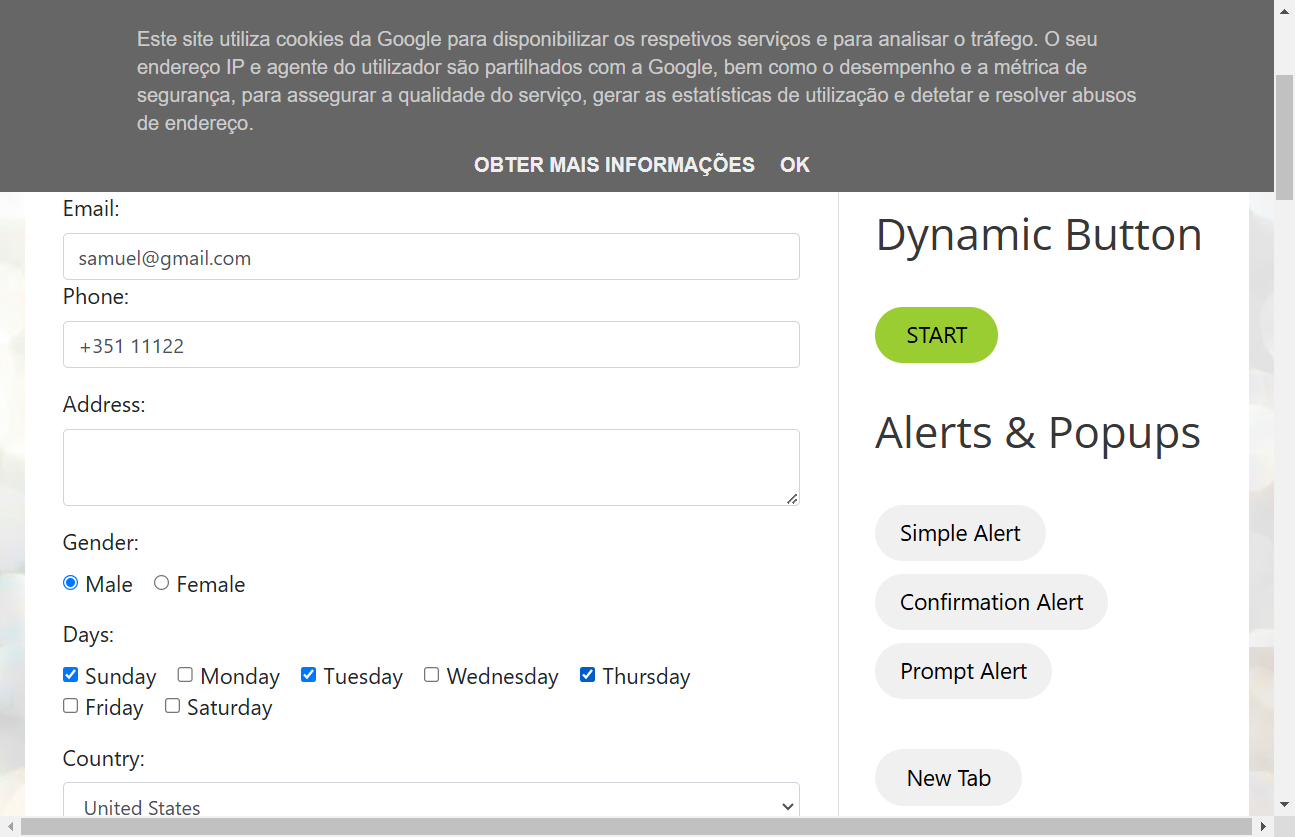 Este site utiliza cookies da Google para disponibilizar os respetivos serviços e para analisar o tráfego. O seu
endereço IP e agente do utilizador são partilhados com a Google, bem como o desempenho e a métrica de
segurança, para assegurar a qualidade do serviço, gerar as estatísticas de utilização e detetar e resolver abusos
de endereço.
OBTER MAIS INFORMAÇÕES OK
Email:
samuel@gmail.com
Phone:
+351 11122
Address:
Gender:
Male Female
Days:
Sunday Monday Tuesday Wednesday Thursday
Friday Saturday
Country:
United States
Dynamic Button
START
Alerts & Popups
Simple Alert
Confirmation Alert
Prompt Alert
New Tab